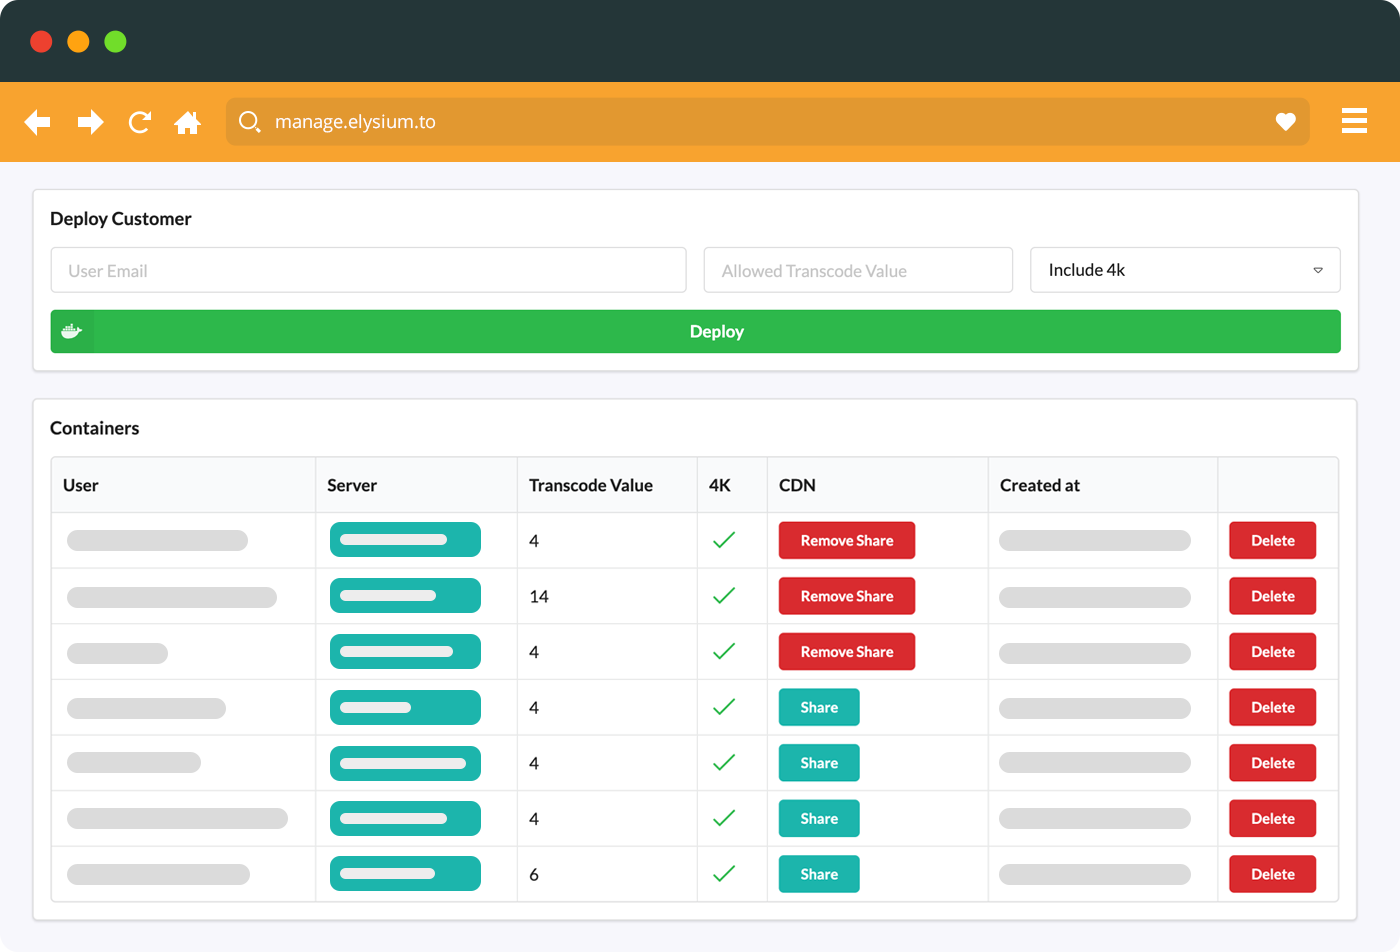 manage.elysium.to
Deploy Customer
User Email Allowed Transcode Value Include 4k
Deploy
Containers
User Server Transcode Value 4K CDN Created at
4 Remove Share Delete
14 Remove Share Delete
4 Remove Share Delete
4 Share Delete
4 Share Delete
4 Share Delete
6 Share Delete